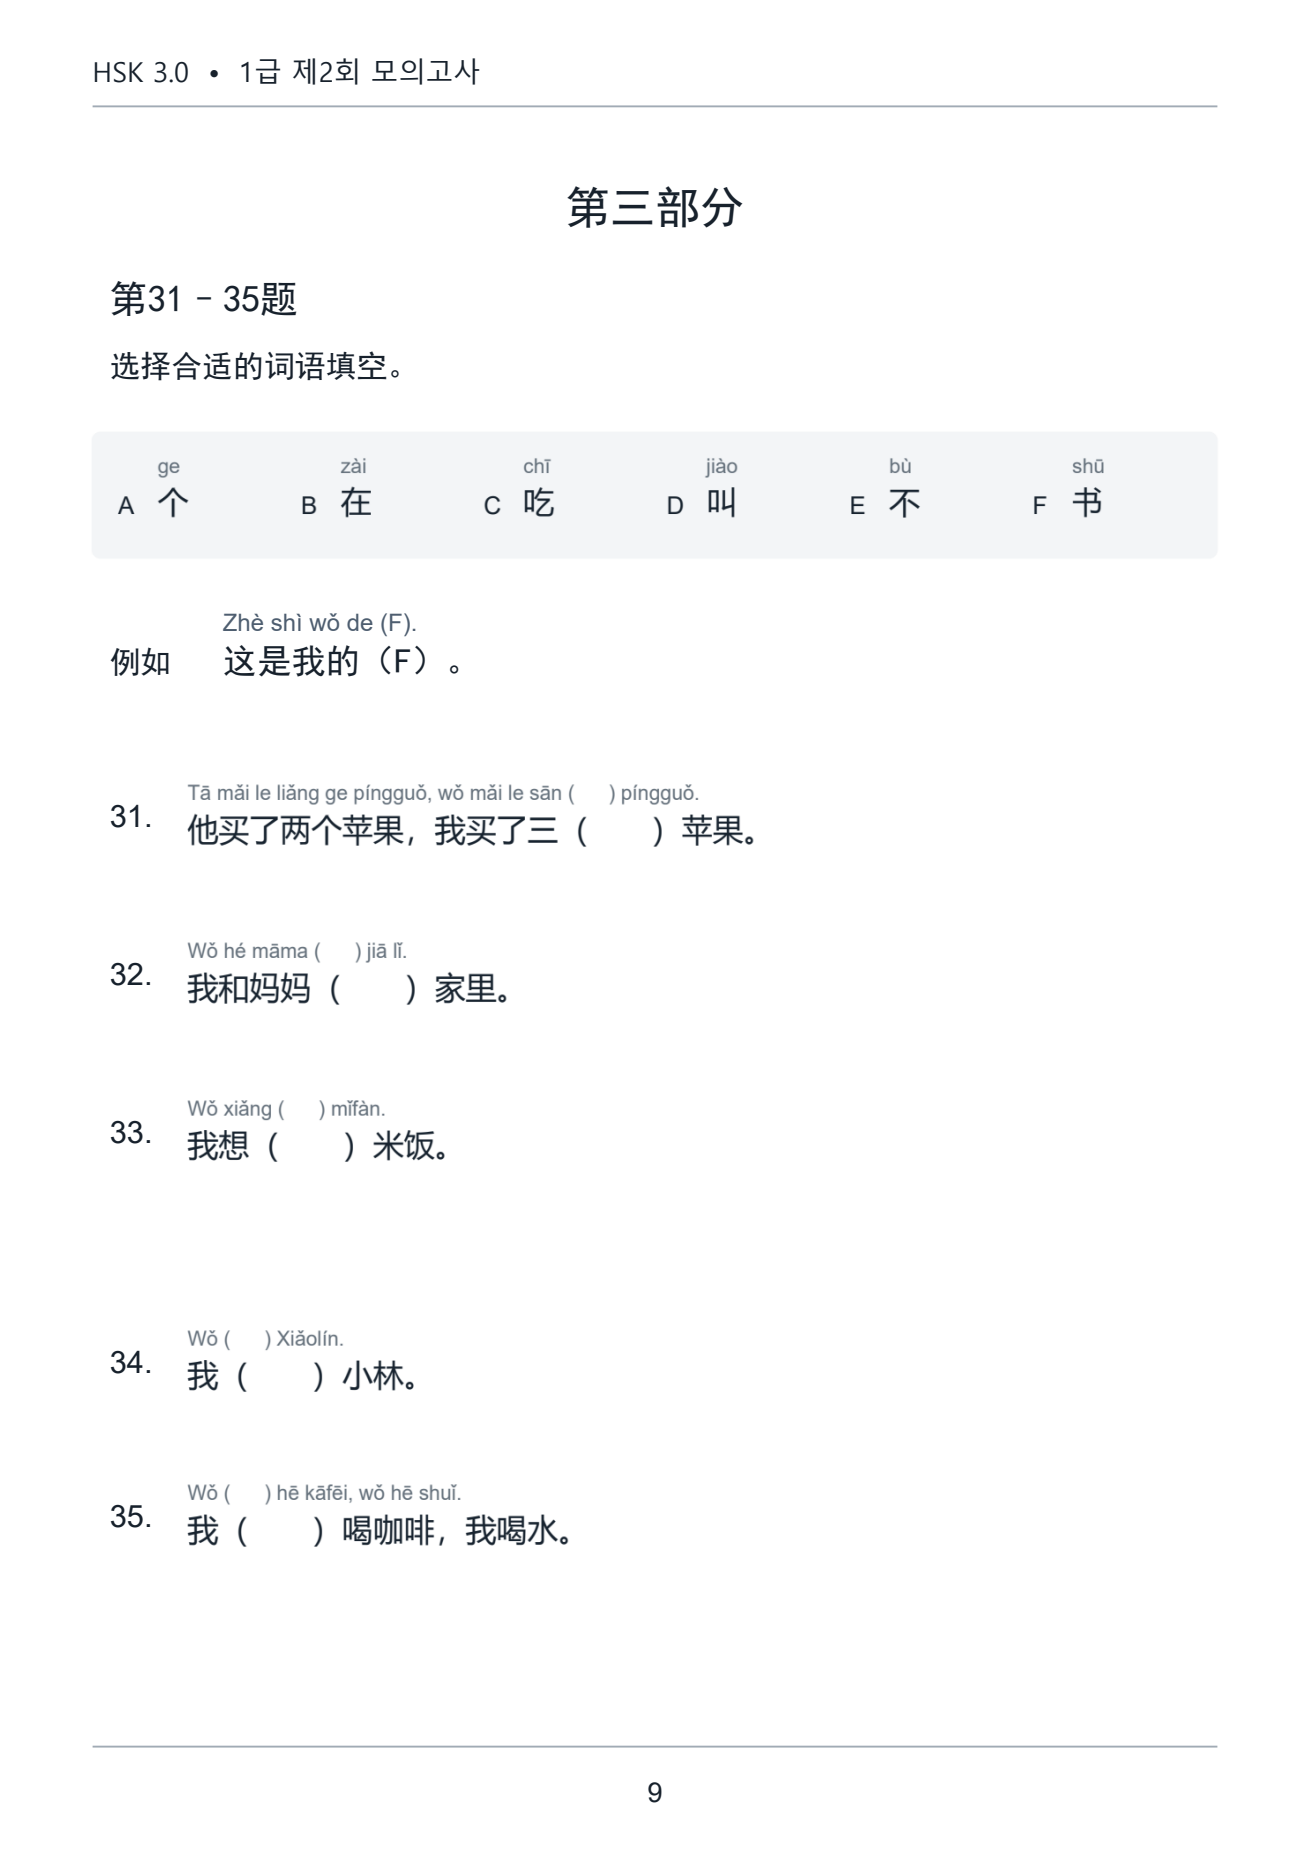 HSK 3.0 • 1급 제2회 모의고사
第三部分
第31 – 35题
选择合适的词语填空。
ge zài chī jiào bù shū
A 个 B 在 C 吃 D 叫 E 不 F 书
Zhè shì wǒ de (F).
例如 这是我的（F）。
Tā mǎi le liǎng ge píngguǒ, wǒ mǎi le sān ( ) píngguǒ.
31. 他买了两个苹果，我买了三（ ）苹果。
Wǒ hé māma ( ) jiā lǐ.
32. 我和妈妈（ ）家里。
Wǒ xiǎng ( ) mǐfàn.
33. 我想（ ）米饭。
Wǒ ( ) Xiǎolín.
34. 我（ ）小林。
Wǒ ( ) hē kāfēi, wǒ hē shuǐ.
35. 我（ ）喝咖啡，我喝水。
9